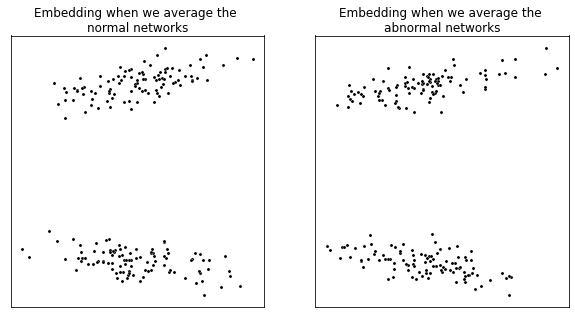 Embedding when we average the
normal networks
Embedding when we average the
abnormal networks